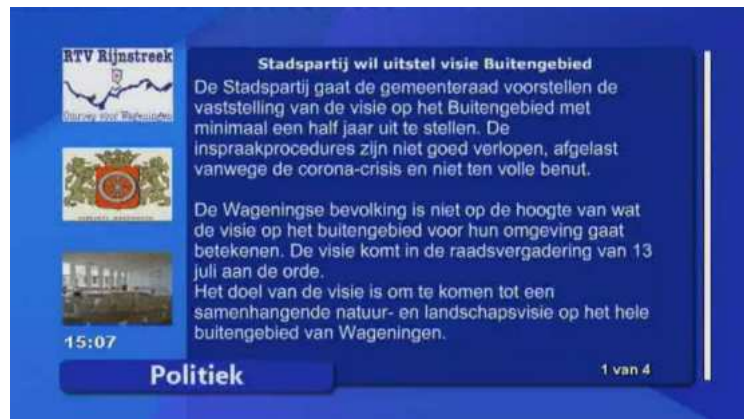 RTV Rijnstreek
Omroep voor Wageningen
15:07
Stadspartij wil uitstel visie Buitengebied
De Stadspartij gaat de gemeenteraad voorstellen de
vaststelling van de visie op het Buitengebied met
minimaal een half jaar uit te stellen. De
inspraakprocedures zijn niet goed verlopen, afgelast
vanwege de corona-crisis en niet ten volle benut.
De Wageningse bevolking is niet op de hoogte van wat
de visie op het buitengebied voor hun omgeving gaat
betekenen. De visie komt in de raadsvergadering van 13
juli aan de orde.
Het doel van de visie is om te komen tot een
samenhangende natuur- en landschapsvisie op het hele
buitengebied van Wageningen.
Politiek
1 van 4